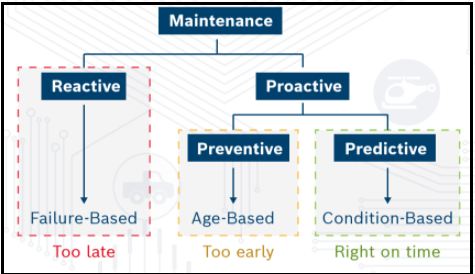 Maintenance
Reactive
Proactive
Preventive
Predictive
Failure-Based
Age-Based
Condition-Based
Too late
Too early
Right on time